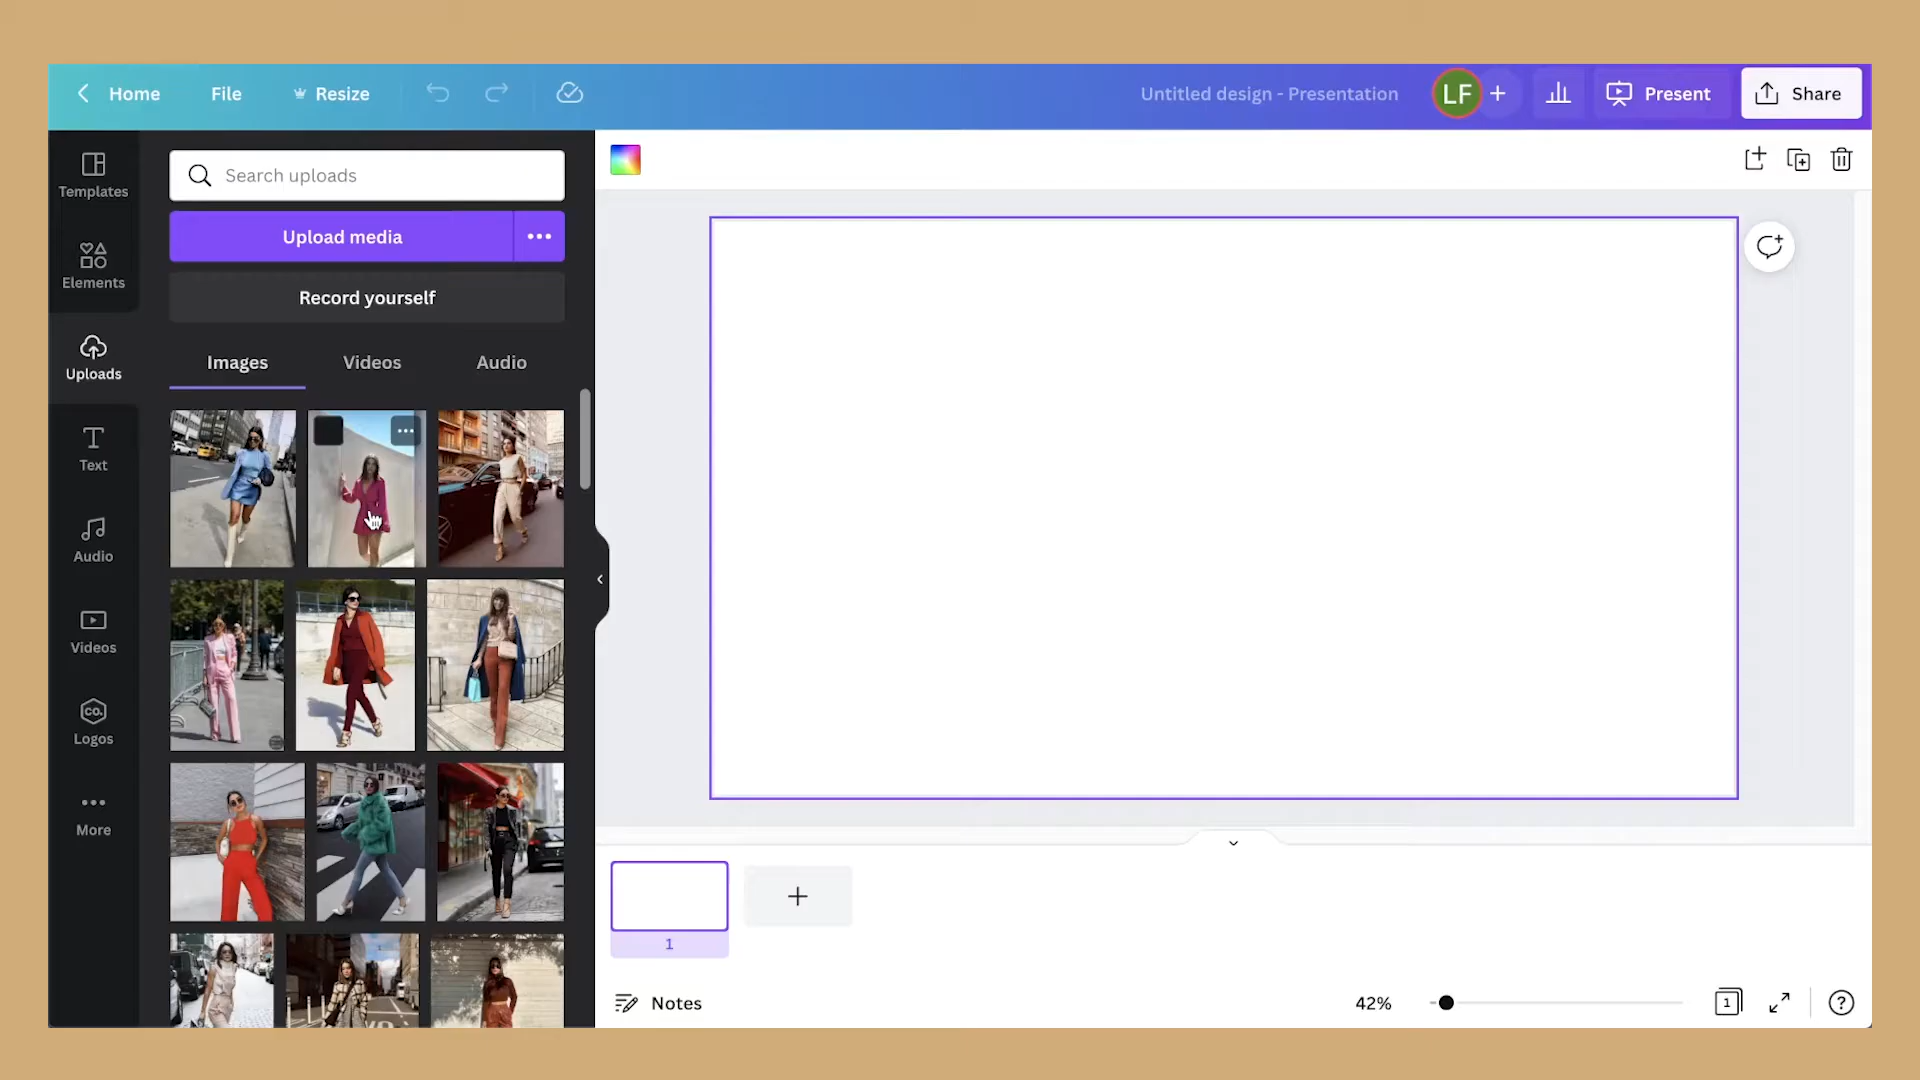 Home
File
Resize
Untitled design - Presentation
LF
Present
Share
Templates
Elements
Uploads
Text
Audio
Videos
CO.
Logos
More
Search uploads
Upload media
Record yourself
Images
Videos
Audio
1
Notes
42%
1
?